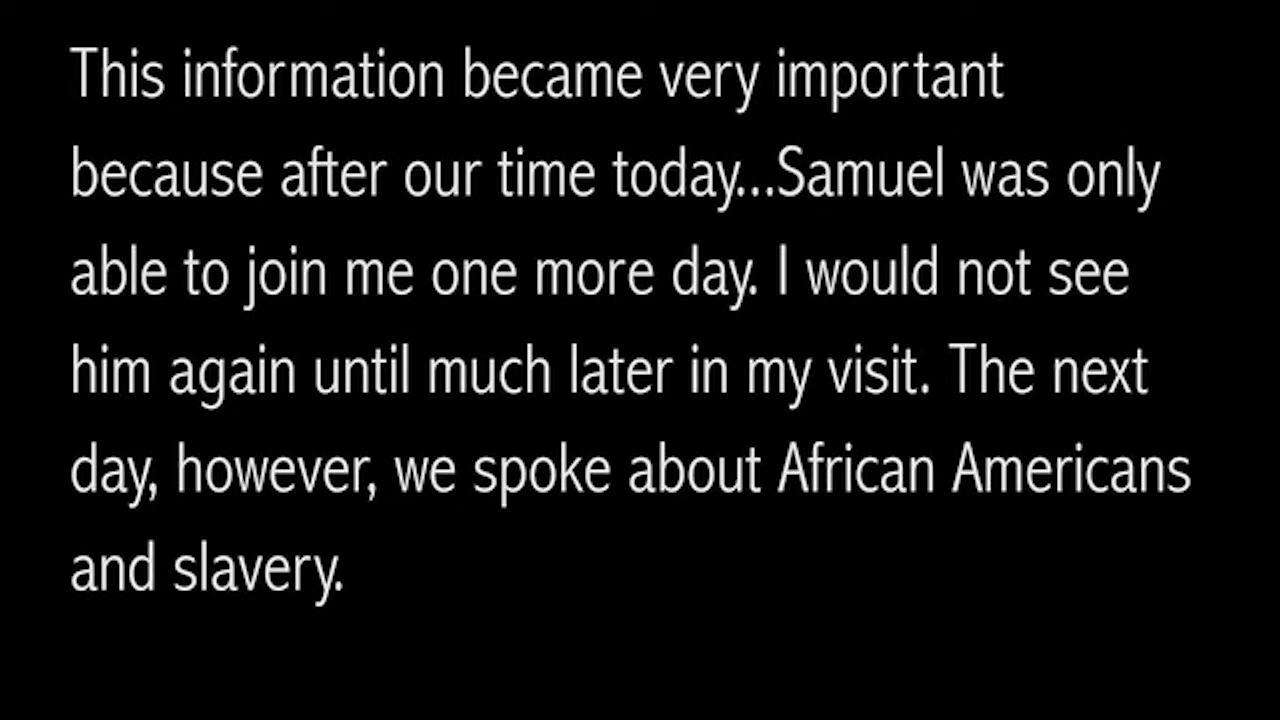 This information became very important
because after our time today...Samuel was only
able to join me one more day. I would not see
him again until much later in my visit. The next
day, however, we spoke about African Americans
and slavery.